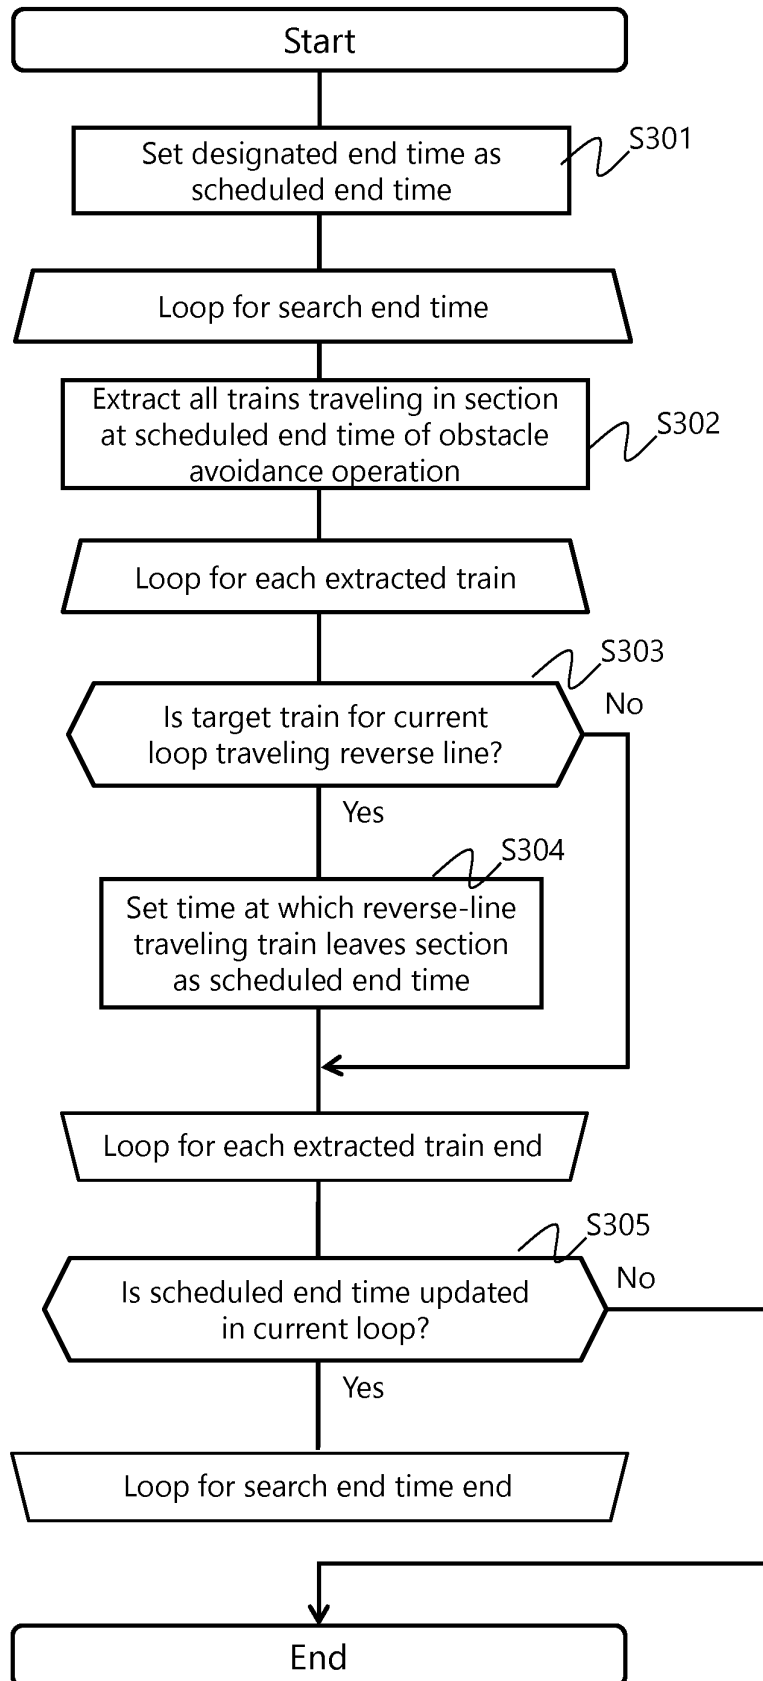 Start
S301
Set designated end time as
scheduled end time
Loop for search end time
Extract all trains traveling in section
at scheduled end time of obstacle
avoidance operation
S302
Loop for each extracted train
S303
Is target train for current
loop traveling reverse line?
No
Yes
S304
Set time at which reverse-line
traveling train leaves section
as scheduled end time
Loop for each extracted train end
S305
Is scheduled end time updated
in current loop?
No
Yes
Loop for search end time end
End